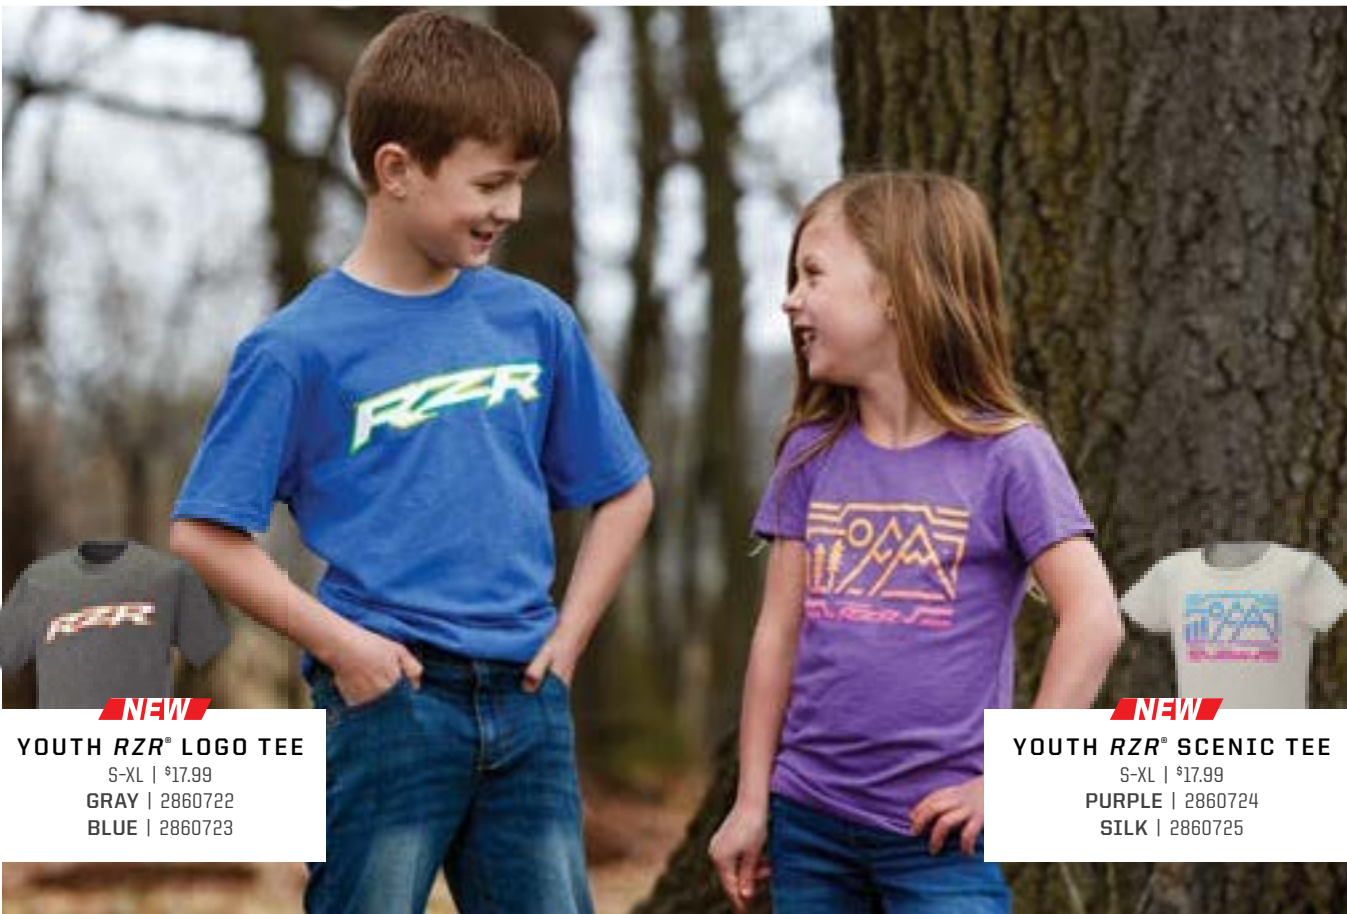 RZR
RZR
RZR
NEW
YOUTH RZR® LOGO TEE
S-XL | $17.99
GRAY | 2860722
BLUE | 2860723
NEW
YOUTH RZR® SCENIC TEE
S-XL | $17.99
PURPLE | 2860724
SILK | 2860725